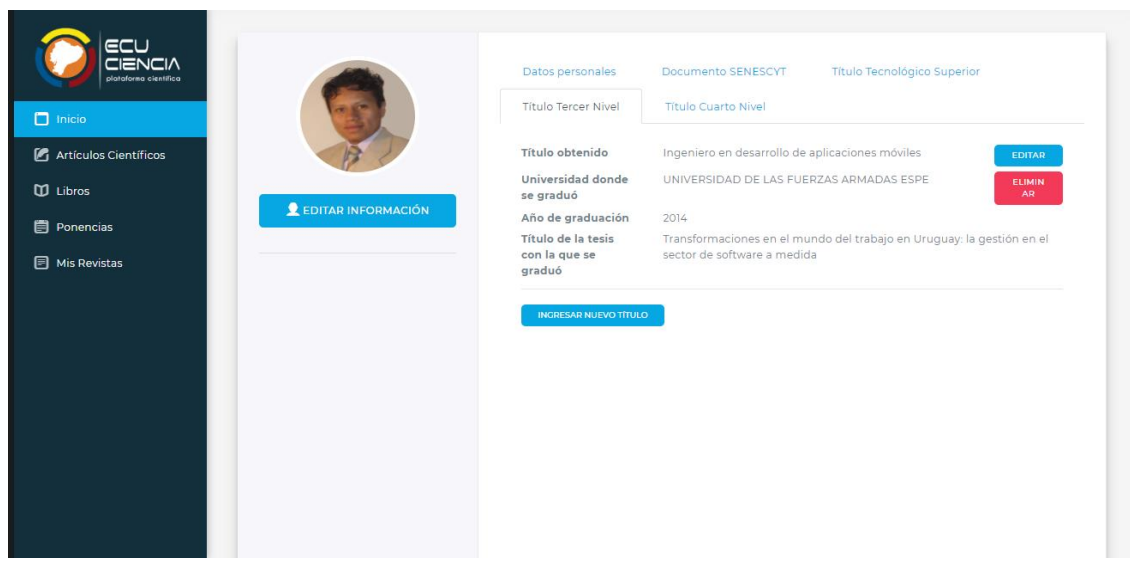 ECU
CIENCIA
plataforma científica
Inicio
Artículos Científicos
Libros
Ponencias
Mis Revistas
EDITAR INFORMACIÓN
Datos personales
Documento SENESCYT
Título Tecnológico Superior
Título Tercer Nivel
Título Cuarto Nivel
Título obtenido
Ingeniero en desarrollo de aplicaciones móviles
EDITAR
Universidad donde
se graduó
UNIVERSIDAD DE LAS FUERZAS ARMADAS ESPE
ELIMIN
AR
Año de graduación
2014
Título de la tesis
con la que se
graduó
Transformaciones en el mundo del trabajo en Uruguay: la gestión en el
sector de software a medida
INGRESAR NUEVO TÍTULO